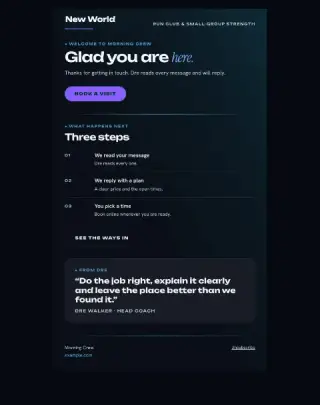 New World
RUN CLUB & SMALL-GROUP STRENGTH
WELCOME TO MORNING CREW
Glad you are here.
Thanks for getting in touch. Dre reads every message and will reply.
BOOK A VISIT
WHAT HAPPENS NEXT
Three steps
01
We read your message
Dre reads every one.
02
We reply with a plan
A clear price and the open times.
03
You pick a time
Book online whenever you are ready.
SEE THE WAYS IN
FROM DRE
“Do the job right, explain it clearly
and leave the place better than we
found it.”
DRE WALKER · HEAD COACH
Morning Crew
Unsubscribe
example.com